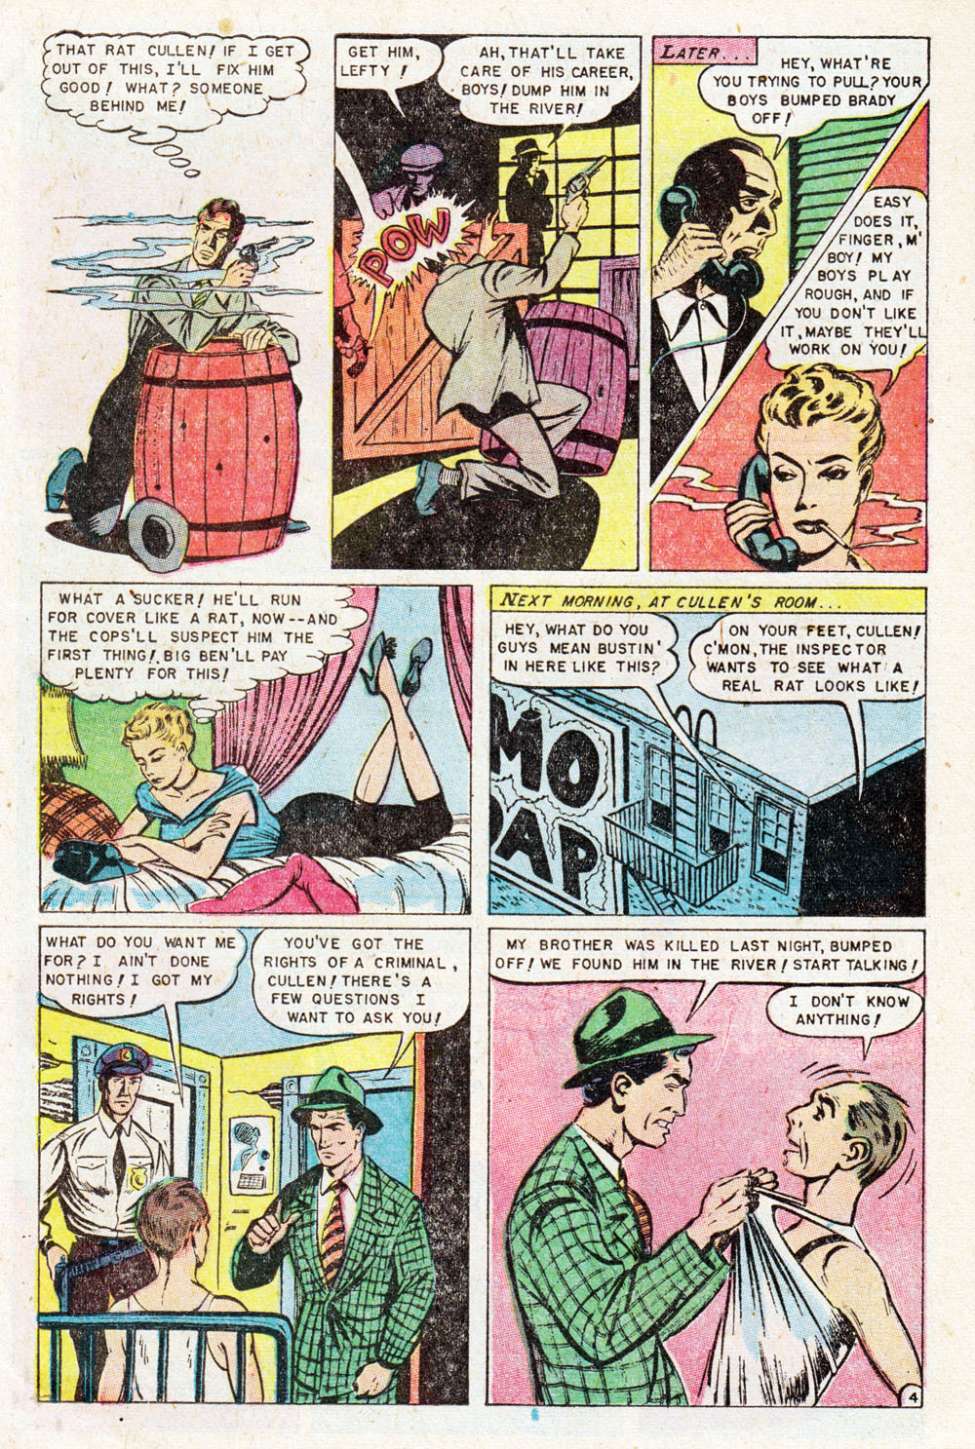 THAT RAT CULLEN! IF I GET
OUT OF THIS, I'LL FIX HIM
GOOD! WHAT? SOMEONE
BEHIND ME!
GET HIM,
LEFTY!
AH, THAT'LL TAKE
CARE OF HIS CAREER,
BOYS! DUMP HIM IN
THE RIVER!
POW
LATER...
HEY, WHAT'RE
YOU TRYING TO PULL? YOUR
BOYS BUMPED BRADY
OFF!
EASY
DOES IT,
FINGER, M'
BOY! MY
BOYS PLAY
ROUGH, AND IF
YOU DON'T LIKE
IT, MAYBE THEY'LL
WORK ON YOU!
WHAT A SUCKER! HE'LL RUN
FOR COVER LIKE A RAT, NOW--AND
THE COPS'LL SUSPECT HIM THE
FIRST THING! BIG BEN'LL PAY
PLENTY FOR THIS!
NEXT MORNING, AT CULLEN'S ROOM...
HEY, WHAT DO YOU
GUYS MEAN BUSTIN'
IN HERE LIKE THIS?
ON YOUR FEET, CULLEN!
C'MON, THE INSPECTOR
WANTS TO SEE WHAT A
REAL RAT LOOKS LIKE!
MO
OAP
WHAT DO YOU WANT ME
FOR? I AIN'T DONE
NOTHING! I GOT MY
RIGHTS!
YOU'VE GOT THE
RIGHTS OF A CRIMINAL,
CULLEN! THERE'S A
FEW QUESTIONS I
WANT TO ASK YOU!
MY BROTHER WAS KILLED LAST NIGHT, BUMPED
OFF! WE FOUND HIM IN THE RIVER! START TALKING!
I DON'T KNOW
ANYTHING!
4